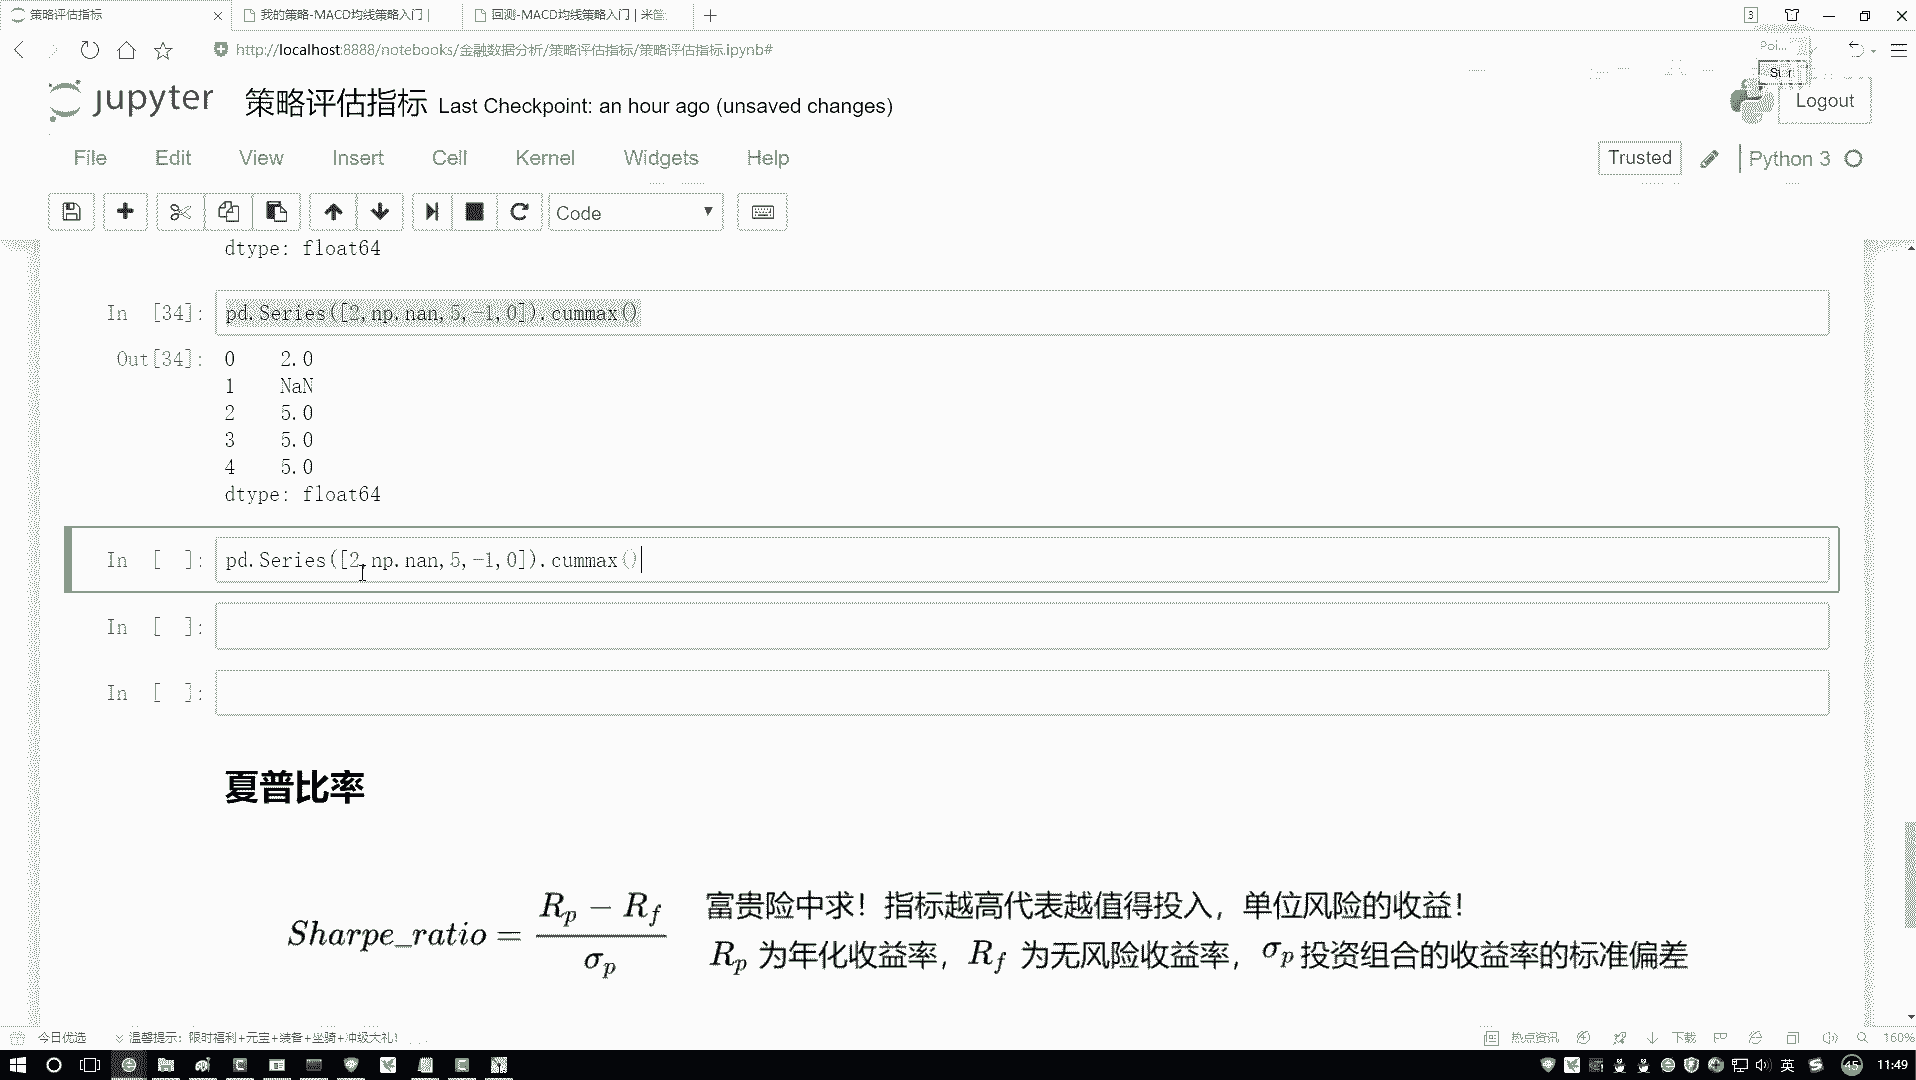 策略评估指标
我的策略-MACD均线策略入门 |
回测-MACD均线策略入门 | 米筐
3
http://localhost:8888/notebooks/金融数据分析/策略评估指标/策略评估指标.ipynb#
Poi...
jupyter 策略评估指标 Last Checkpoint: an hour ago (unsaved changes)
Logout
File Edit View Insert Cell Kernel Widgets Help
Trusted
Python 3
Code
dtype: float64
In [34]: pd.Series([2,np.nan,5,-1,0]).cummax()
Out[34]: 0 2.0
1 NaN
2 5.0
3 5.0
4 5.0
dtype: float64
In [ ]: pd.Series([2,np.nan,5,-1,0]).cummax()
In [ ]:
In [ ]:
夏普比率
Sharpe_ratio = (R_p − R_f) / σ_p
富贵险中求！指标越高代表越值得投入，单位风险的收益！
R_p 为年化收益率，R_f 为无风险收益率，σ_p 投资组合的收益率的标准偏差
今日优选
温馨提示：限时福利+元宝+装备+坐骑+冲级大礼！
热点资讯
下载
160%
英
45
11:49